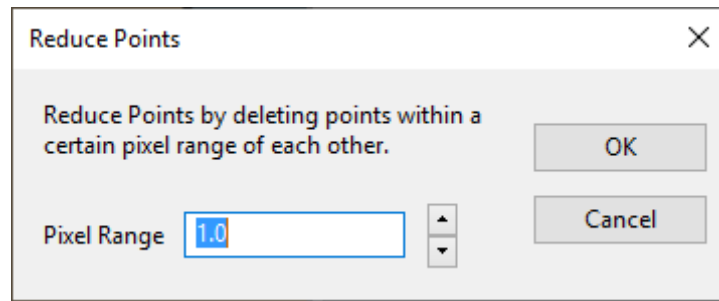 Reduce Points
Reduce Points by deleting points within a
certain pixel range of each other.
OK
Pixel Range 1.0
Cancel